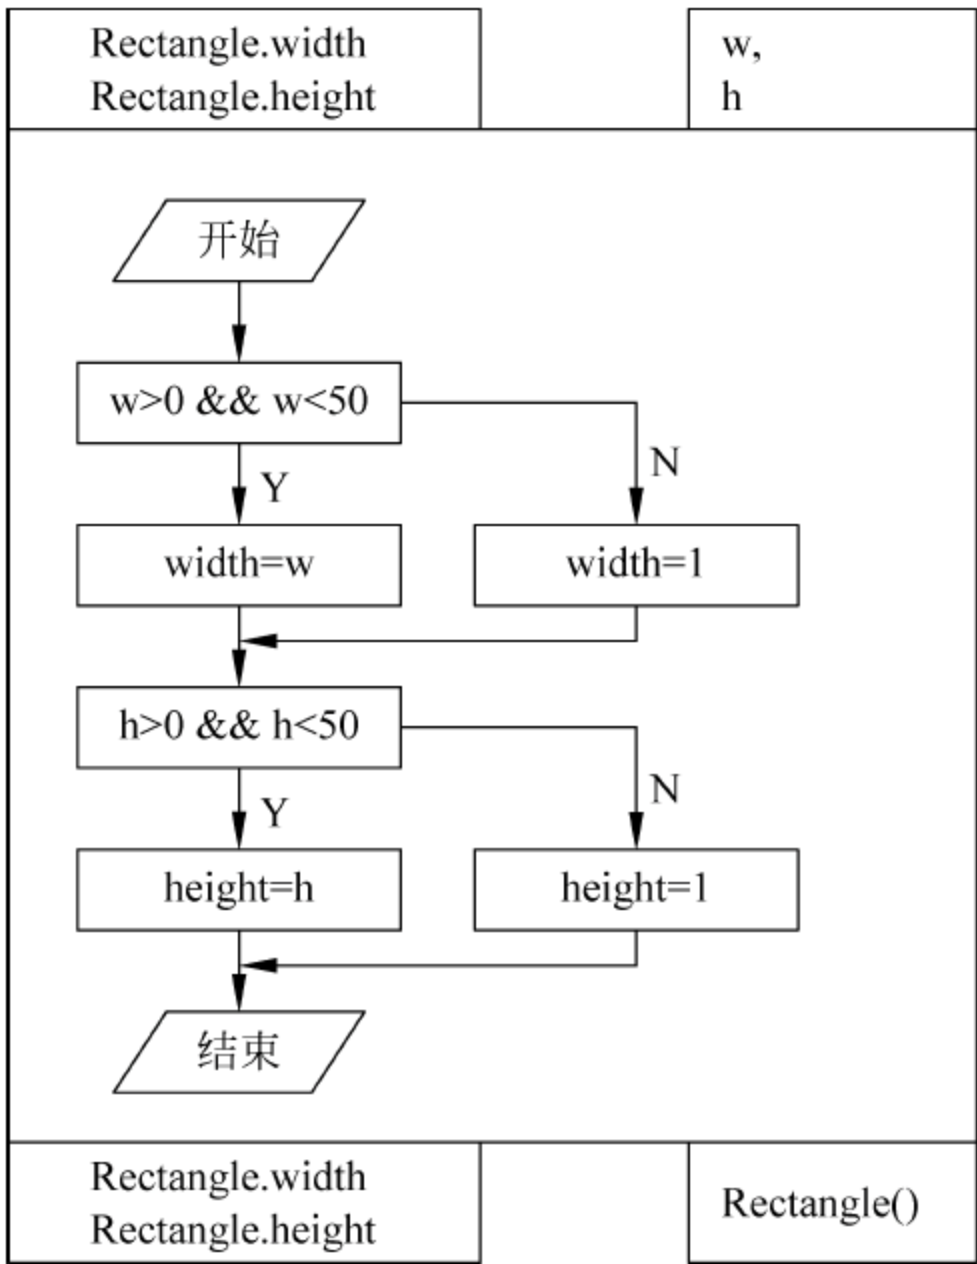 Rectangle.width
Rectangle.height
w,
h
开始
w>0 && w<50
N
Y
width=w
width=1
h>0 && h<50
N
Y
height=h
height=1
结束
Rectangle.width
Rectangle.height
Rectangle()